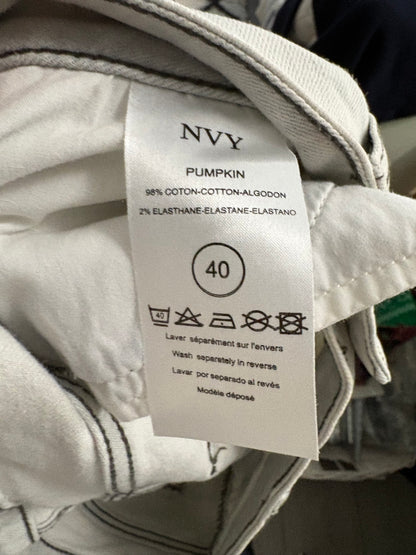 NVY
PUMPKIN
98% COTON-COTTON-ALGODON
2% ELASTHANE-ELASTANE-ELASTANO
40
40
Laver séparément sur l'envers
Wash separately in reverse
Lavar por separado al revés
Modèle déposé